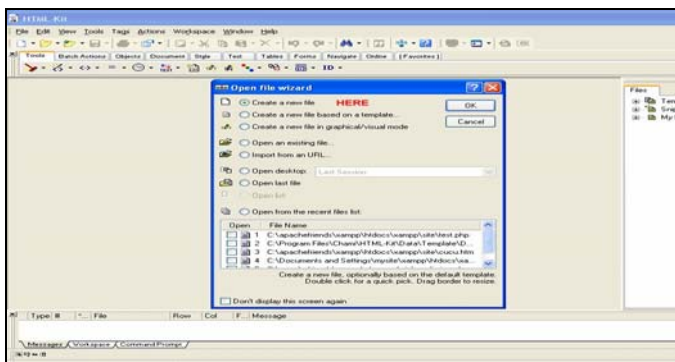 HTML-Kit
File Edit View Tools Tags Actions Workspace Window Help
Tools Batch Actions Objects Document Style Text Tables Forms Navigate Online [Favorites]
ID
Open file wizard
Create a new file HERE
OK
Create a new file based on a template...
Cancel
Create a new file in graphical/visual mode
Open an existing file...
Import from an URL...
Open desktop: Last Session
Open last file
Open list
Open from the recent files list:
Open File Name
1 C:\apachefriends\xampp\htdocs\xampp\site\test.php
2 C:\Program Files\Chami\HTML-Kit\Data\Template\D...
3 C:\apachefriends\xampp\htdocs\xampp\site\cucu.htm
4 C:\Documents and Settings\mysite\xampp\htdocs\xa...
Create a new file, optionally based on the default template.
Double click for a quick pick. Drag border to resize.
Don't display this screen again
Files
My
Type # *... File Row Col F... Message
Messages Workspace Command Prompt